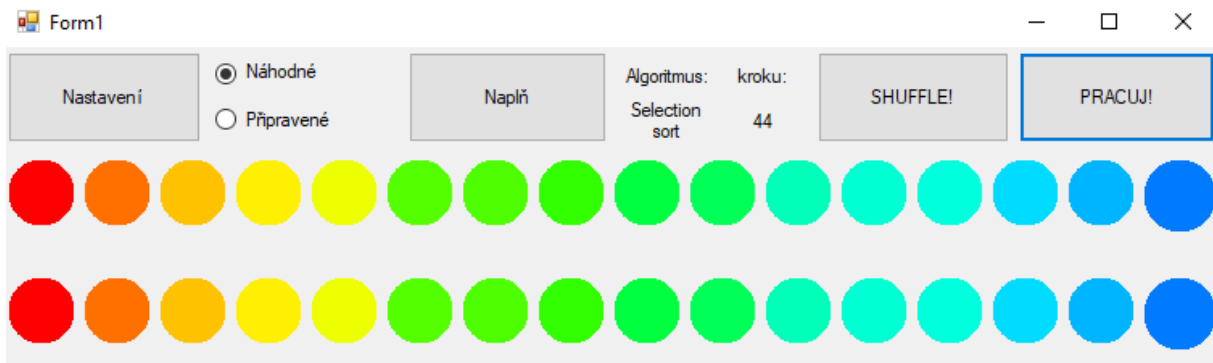 Form1
Nastavení
Náhodné
Připravené
Naplň
Algoritmus:
Selection
sort
kroku:
44
SHUFFLE!
PRACUJ!